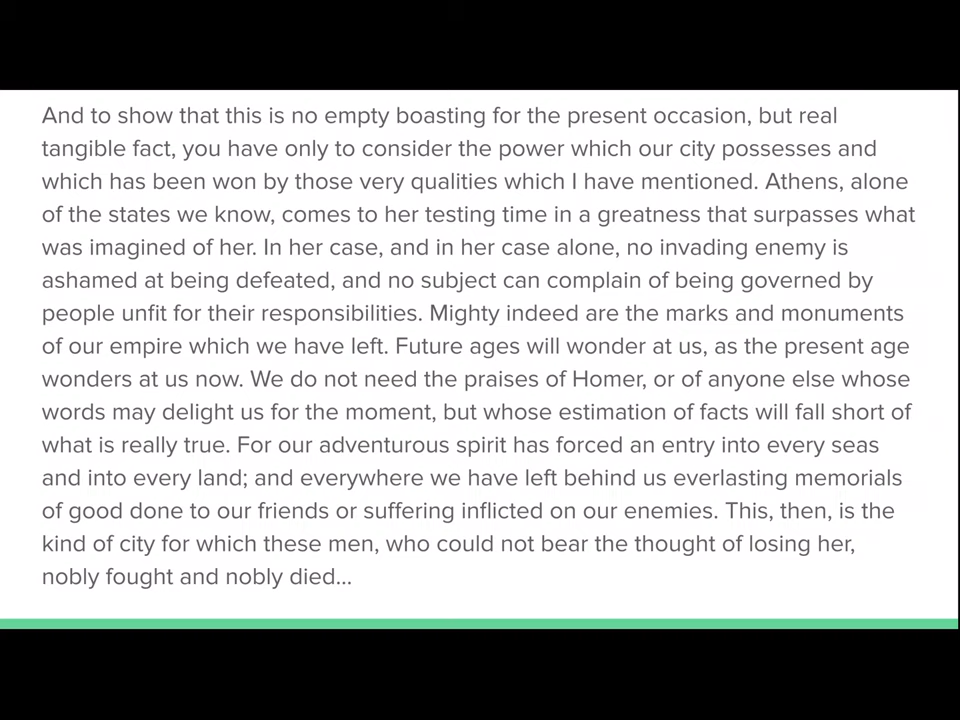 And to show that this is no empty boasting for the present occasion, but real
tangible fact, you have only to consider the power which our city possesses and
which has been won by those very qualities which I have mentioned. Athens, alone
of the states we know, comes to her testing time in a greatness that surpasses what
was imagined of her. In her case, and in her case alone, no invading enemy is
ashamed at being defeated, and no subject can complain of being governed by
people unfit for their responsibilities. Mighty indeed are the marks and monuments
of our empire which we have left. Future ages will wonder at us, as the present age
wonders at us now. We do not need the praises of Homer, or of anyone else whose
words may delight us for the moment, but whose estimation of facts will fall short of
what is really true. For our adventurous spirit has forced an entry into every seas
and into every land; and everywhere we have left behind us everlasting memorials
of good done to our friends or suffering inflicted on our enemies. This, then, is the
kind of city for which these men, who could not bear the thought of losing her,
nobly fought and nobly died...